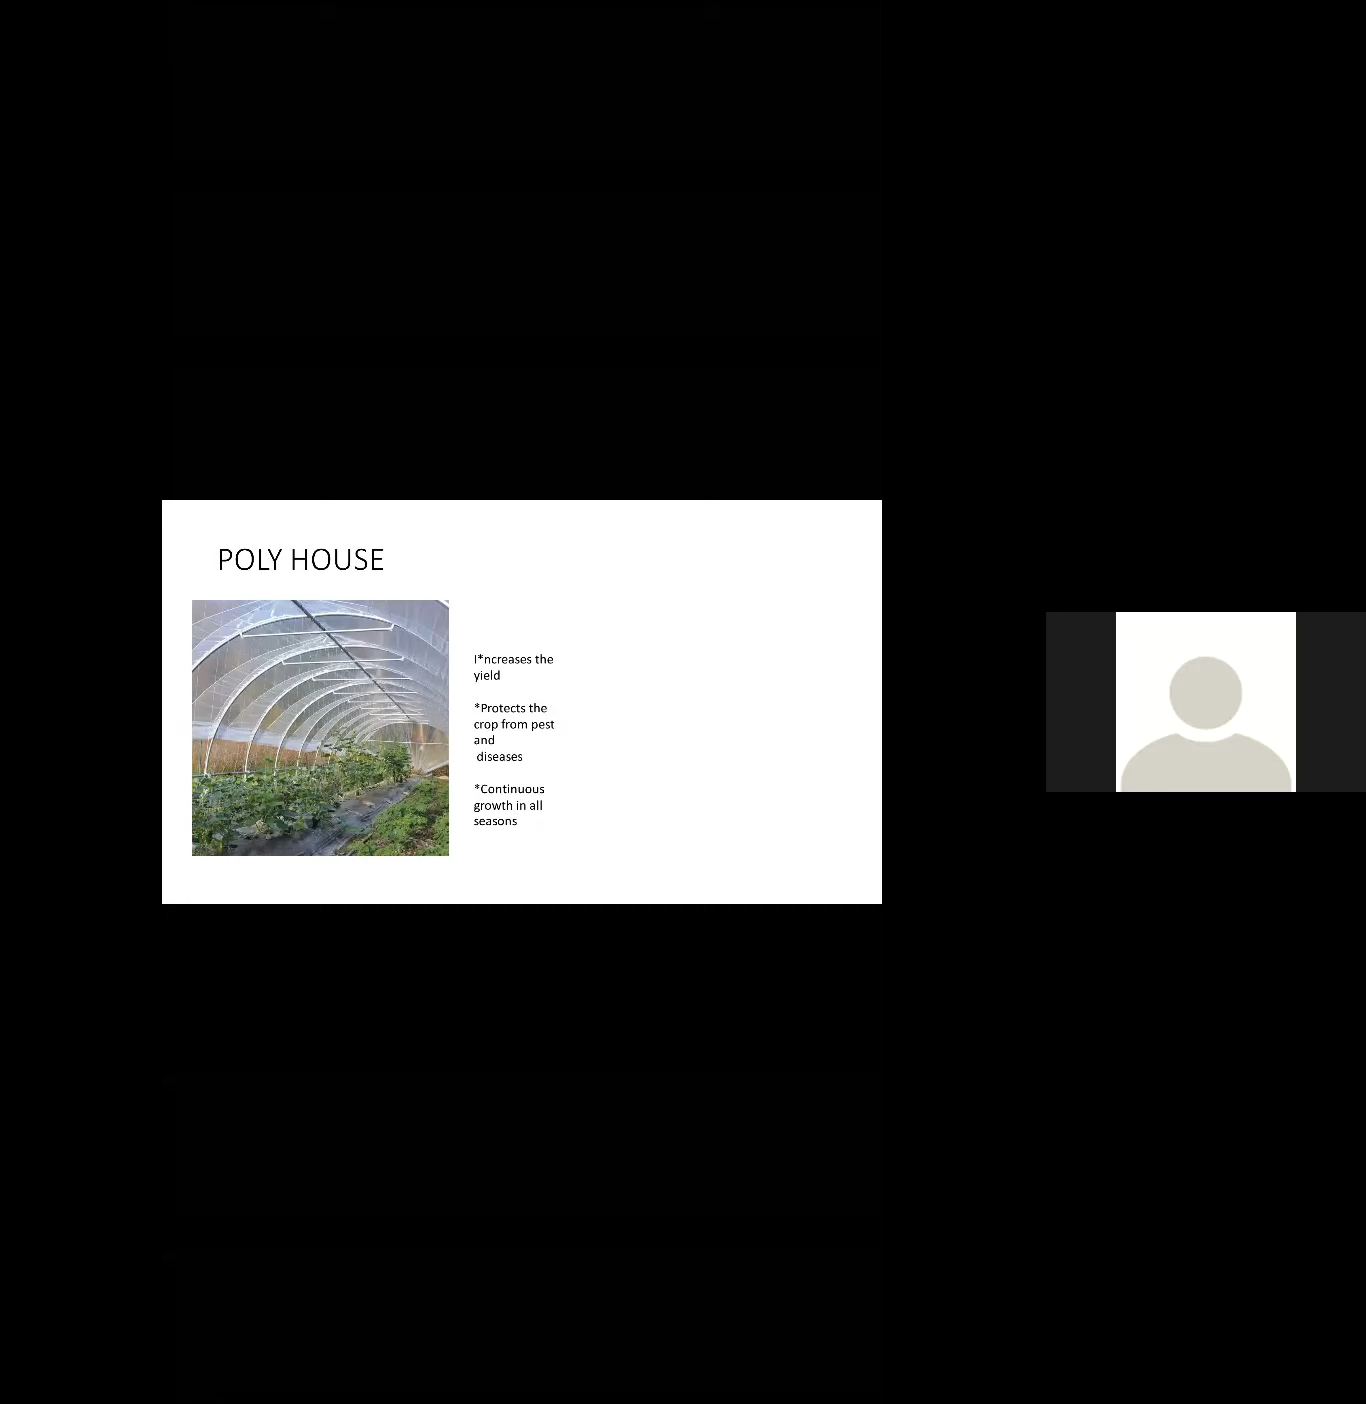 POLY HOUSE
I*ncreases the
yield
*Protects the
crop from pest
and
diseases
*Continuous
growth in all
seasons